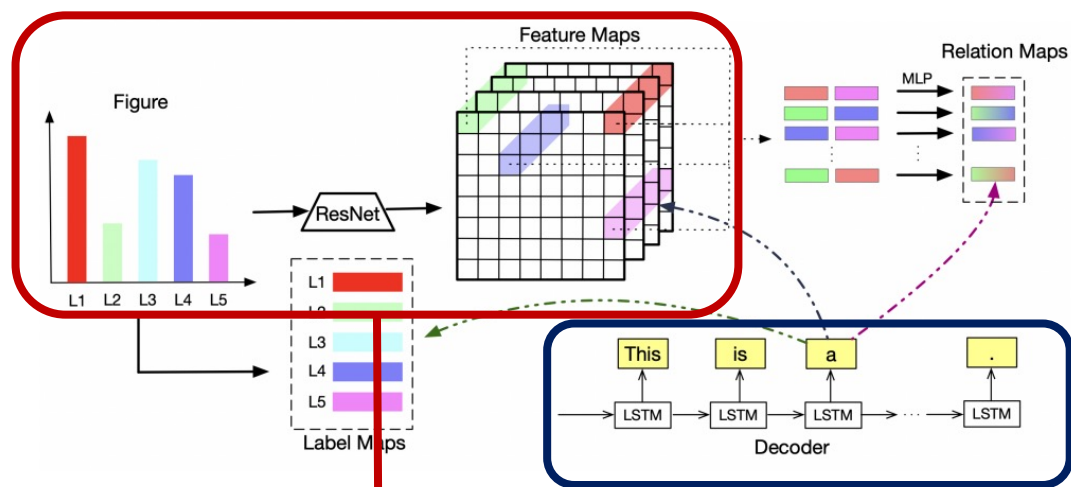 Feature Maps
Relation Maps
MLP
Figure
ResNet
L1 L2 L3 L4 L5
L1
L2
L3
L4
L5
Label Maps
This is a .
LSTM LSTM LSTM ... LSTM
Decoder